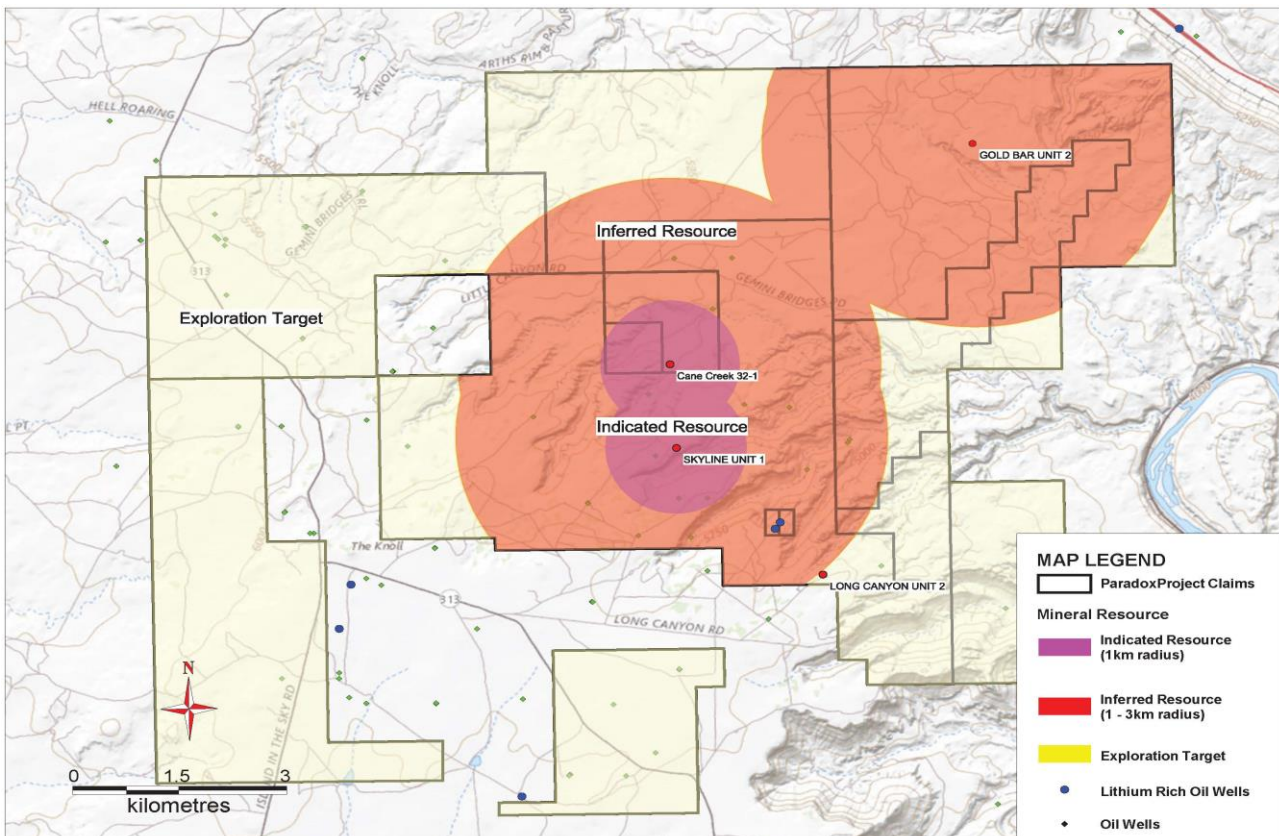 ARTHS RIM &
THE KNOLL
HELL ROARING
GOLD BAR UNIT 2
5000
GEMINI BRIDGES
313
Inferred Resource
LITTLE CANYON RD
GEMINI BRIDGES RD
Exploration Target
Cane Creek 32-1
Indicated Resource
SKYLINE UNIT 1
The Knoll
5750
LONG CANYON UNIT 2
313
LONG CANYON RD
ISLAND IN THE SKY RD
N
0 1.5 3
kilometres
MAP LEGEND
ParadoxProject Claims
Mineral Resource
Indicated Resource
(1km radius)
Inferred Resource
(1 - 3km radius)
Exploration Target
Lithium Rich Oil Wells
Oil Wells